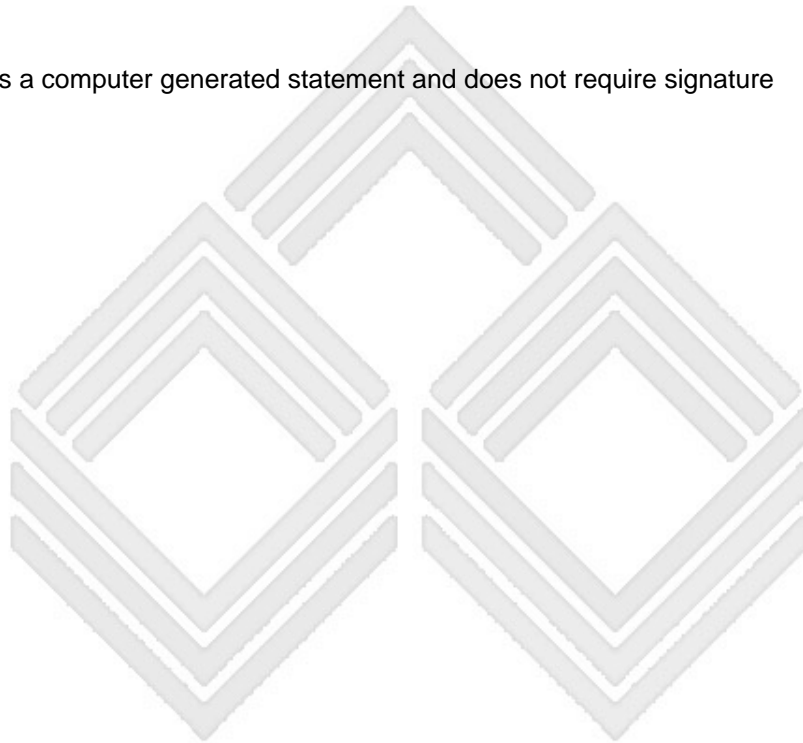 s a computer generated statement and does not require signature